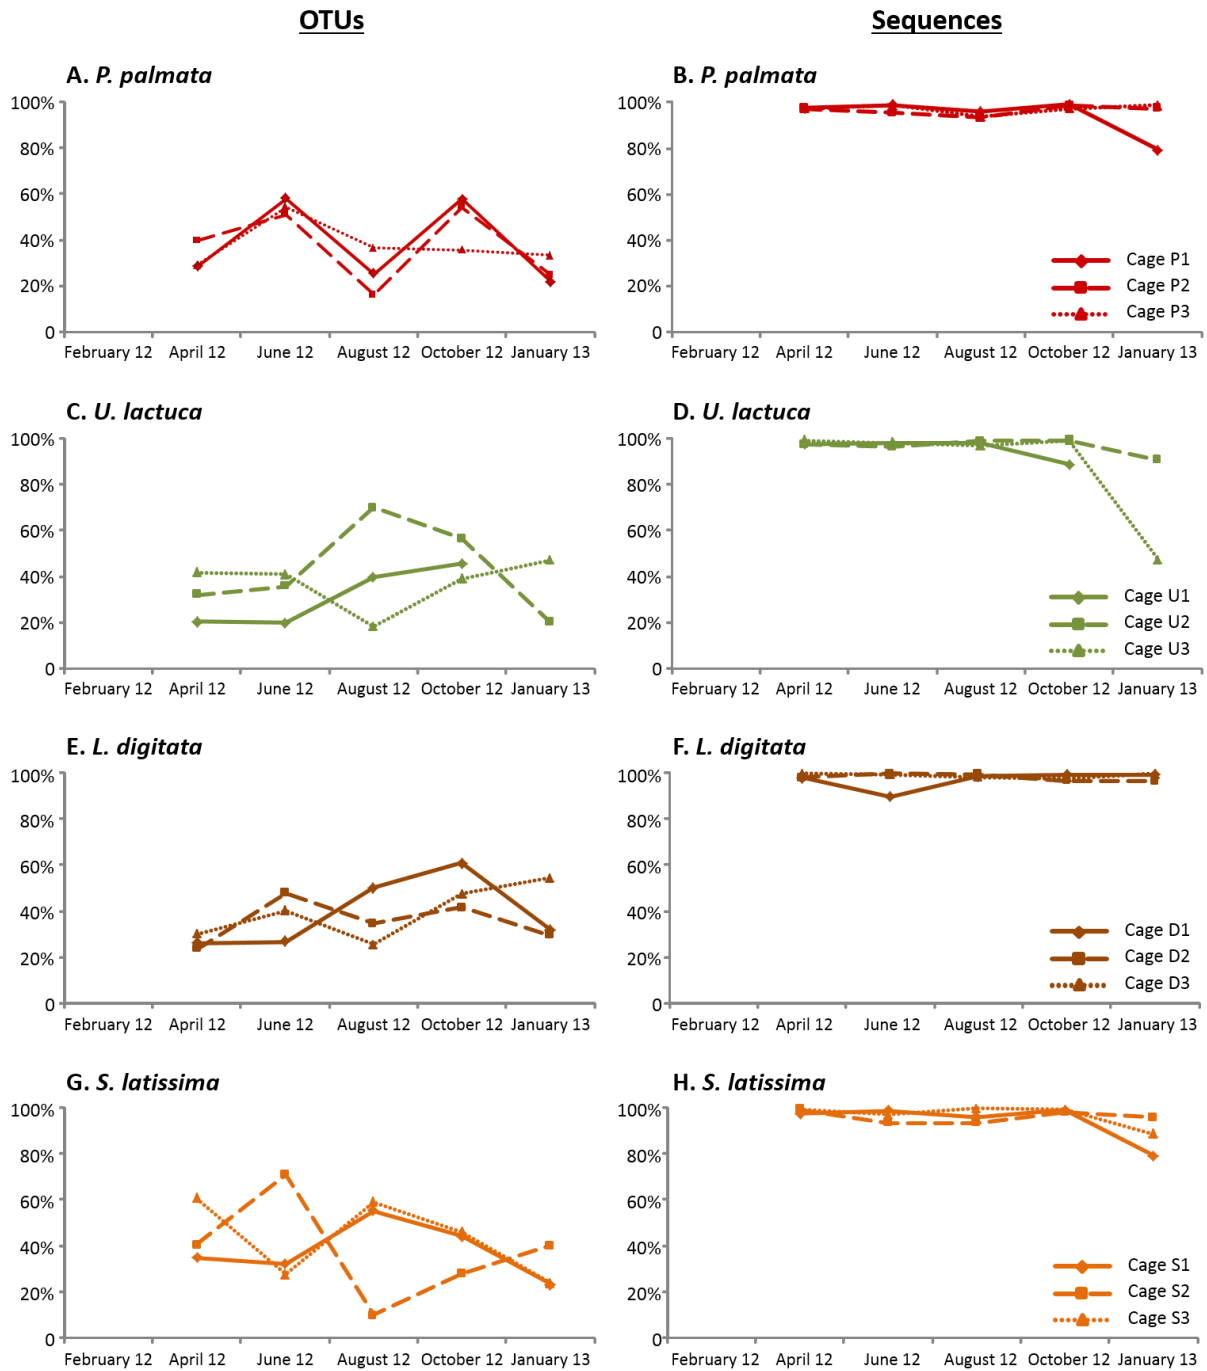 OTUs
Sequences
A. P. palmata
100%
80%
60%
40%
20%
0
February 12 April 12 June 12 August 12 October 12 January 13
B. P. palmata
100%
80%
60%
40%
20%
0
Cage P1
Cage P2
Cage P3
February 12 April 12 June 12 August 12 October 12 January 13
C. U. lactuca
100%
80%
60%
40%
20%
0
February 12 April 12 June 12 August 12 October 12 January 13
D. U. lactuca
100%
80%
60%
40%
20%
0
Cage U1
Cage U2
Cage U3
February 12 April 12 June 12 August 12 October 12 January 13
E. L. digitata
100%
80%
60%
40%
20%
0
February 12 April 12 June 12 August 12 October 12 January 13
F. L. digitata
100%
80%
60%
40%
20%
0
Cage D1
Cage D2
Cage D3
February 12 April 12 June 12 August 12 October 12 January 13
G. S. latissima
100%
80%
60%
40%
20%
0
February 12 April 12 June 12 August 12 October 12 January 13
H. S. latissima
100%
80%
60%
40%
20%
0
Cage S1
Cage S2
Cage S3
February 12 April 12 June 12 August 12 October 12 January 13